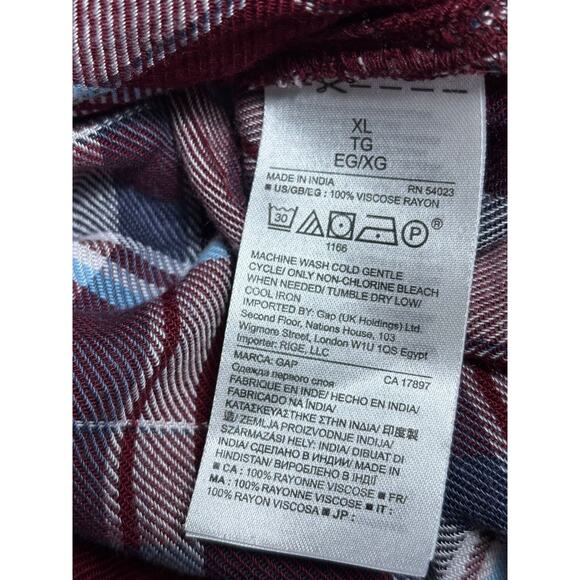 XL
TG
EG/XG
MADE IN INDIA RN 54023
■ US/GB/EG : 100% VISCOSE RAYON
30 P ®
1166
MACHINE WASH COLD GENTLE
CYCLE/ ONLY NON-CHLORINE BLEACH
WHEN NEEDED/ TUMBLE DRY LOW/
COOL IRON
IMPORTED BY: Gap (UK Holdings) Ltd.
Second Floor, Nations House, 103
Wigmore Street, London W1U 1QS Egypt
Importer: RIGE, LLC
MARCA: GAP CA 17897
Одежда первого слоя
FABRIQUE EN INDE/ HECHO EN INDIA/
FABRICADO NA ÍNDIA/
ΚΑΤΑΣΚΕΥΑΣΤΗΚΕ ΣΤΗΝ ΙΝΔΙΑ/ 印度製
造/ ZEMLJA PROIZVODNJE INDIJA/
SZÁRMAZÁSI HELY: INDIA/ DIBUAT DI
INDIA/ СДЕЛАНО В ИНДИИ/ MADE IN
HINDISTAN/ ВИРОБЛЕНО В ІНДІЇ
■ CA : 100% RAYONNE VISCOSE ■ FR/
MA : 100% RAYONNE VISCOSE ■ IT :
100% RAYON VISCOSA ■ JP :